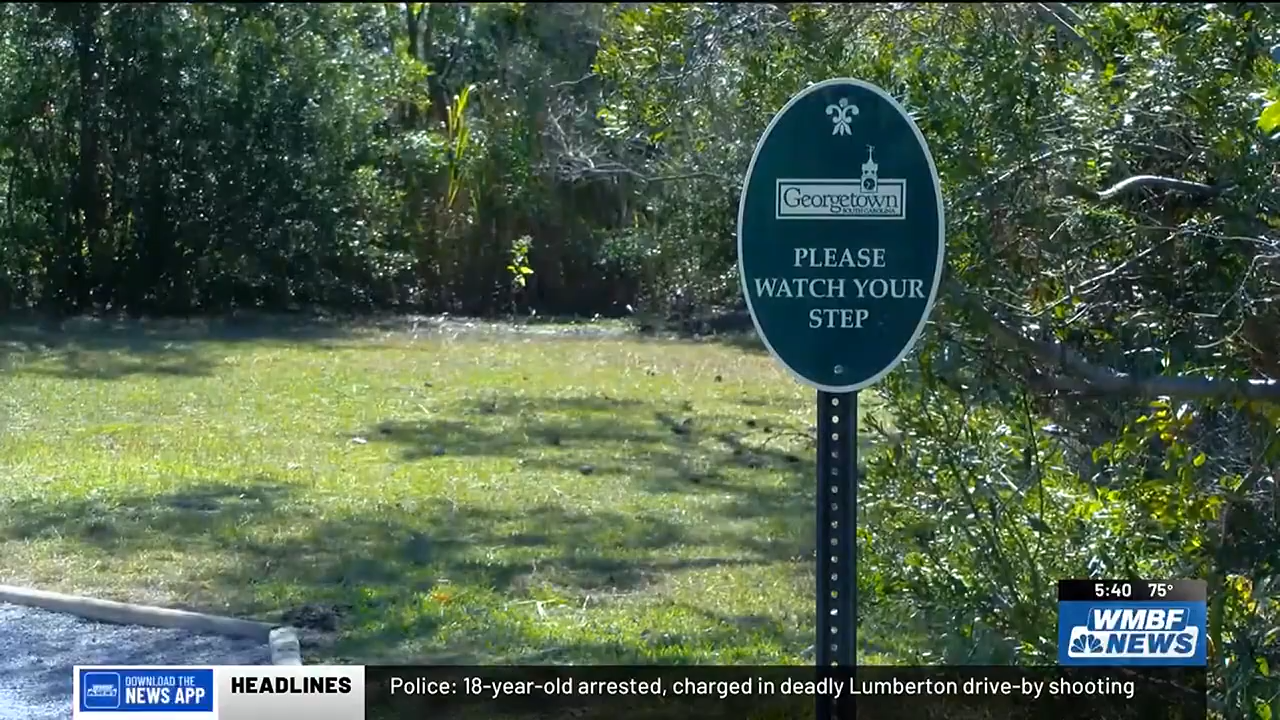 Georgetown
SOUTH CAROLINA
PLEASE
WATCH YOUR
STEP
5:40 75°
WMBF
NEWS
DOWNLOAD THE
NEWS APP
HEADLINES
Police: 18-year-old arrested, charged in deadly Lumberton drive-by shooting